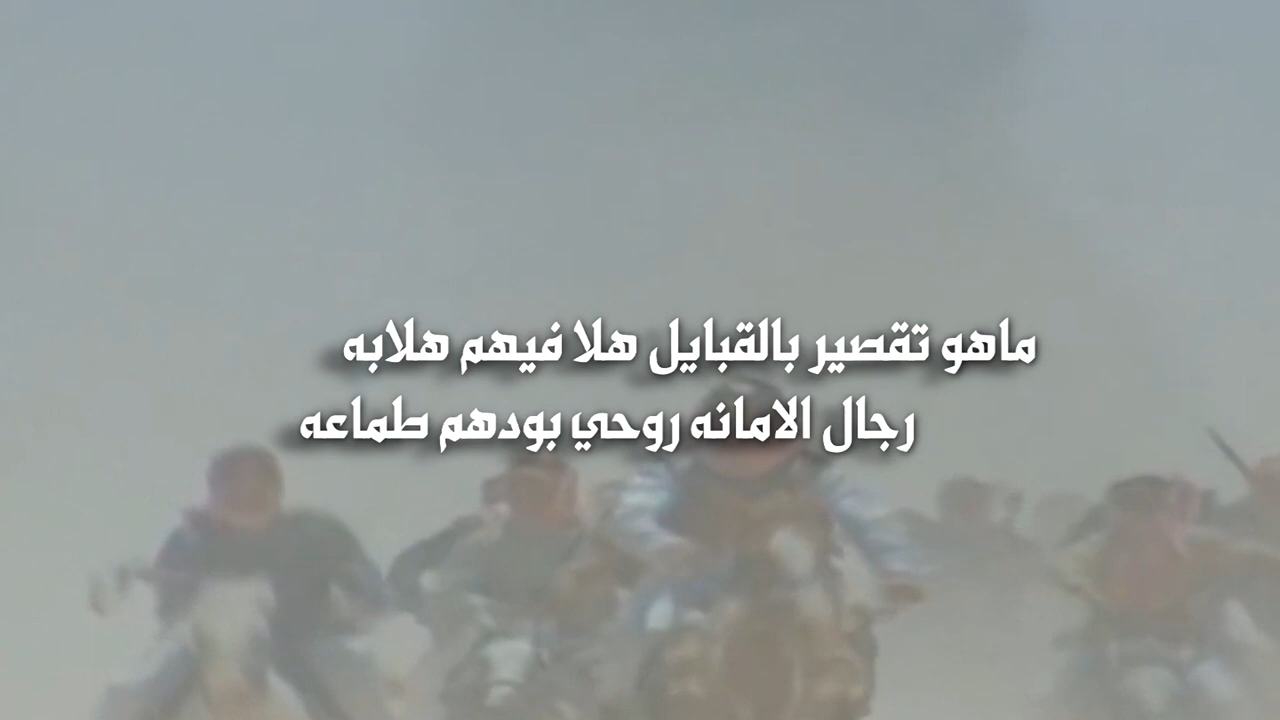 ماهو تقصير بالقبايل هلا فيهم هلابه
رجال الامانه روحي بودهم طماعه